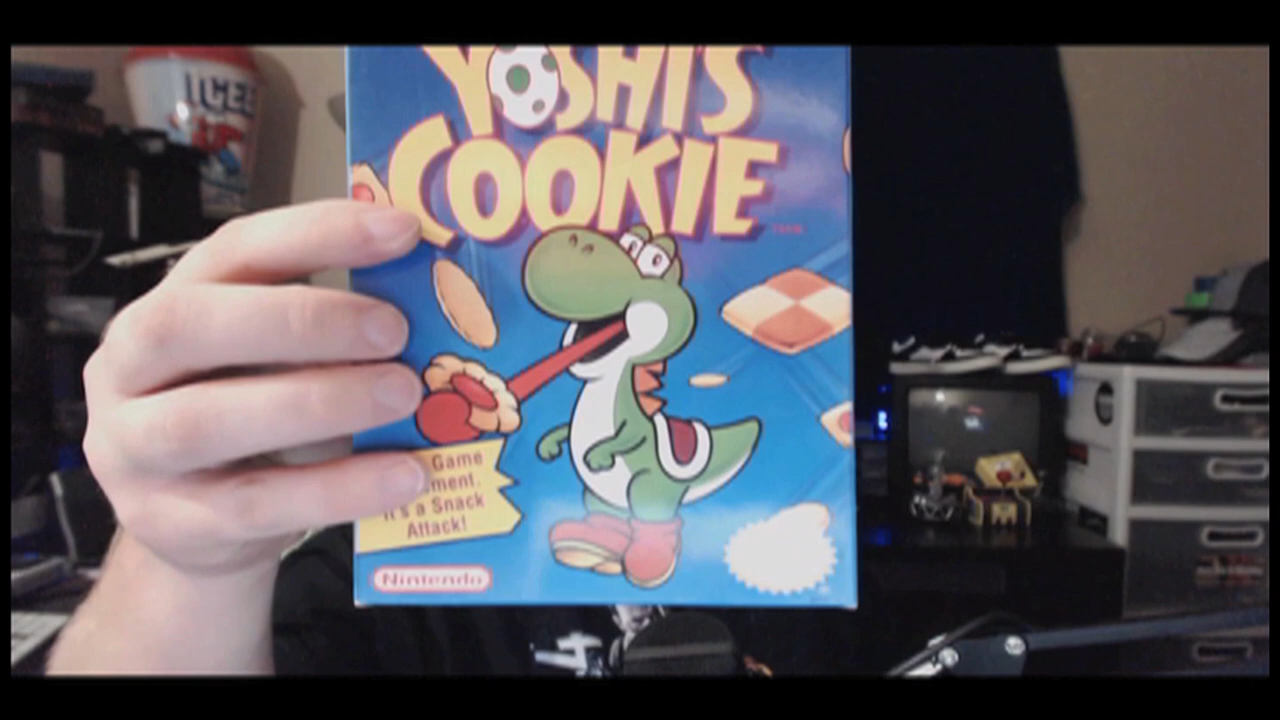 ICEE
YOSHI'S
COOKIE
Game
ment.
It's a Snack
Attack!
Nintendo